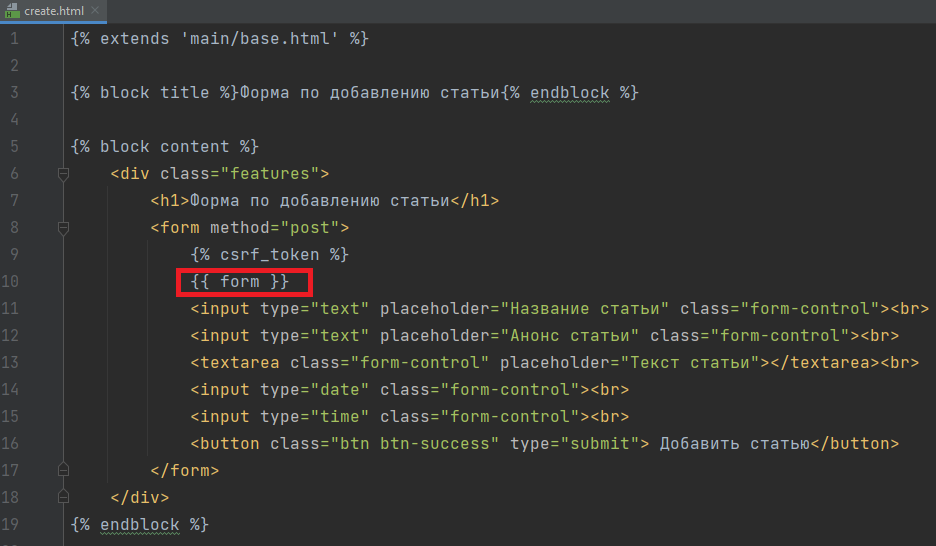 create.html
1 {% extends 'main/base.html' %}
2
3 {% block title %}Форма по добавлению статьи{% endblock %}
4
5 {% block content %}
6 <div class="features">
7 <h1>Форма по добавлению статьи</h1>
8 <form method="post">
9 {% csrf_token %}
10 {{ form }}
11 <input type="text" placeholder="Название статьи" class="form-control"><br>
12 <input type="text" placeholder="Анонс статьи" class="form-control"><br>
13 <textarea class="form-control" placeholder="Текст статьи"></textarea><br>
14 <input type="date" class="form-control"><br>
15 <input type="time" class="form-control"><br>
16 <button class="btn btn-success" type="submit"> Добавить статью</button>
17 </form>
18 </div>
19 {% endblock %}